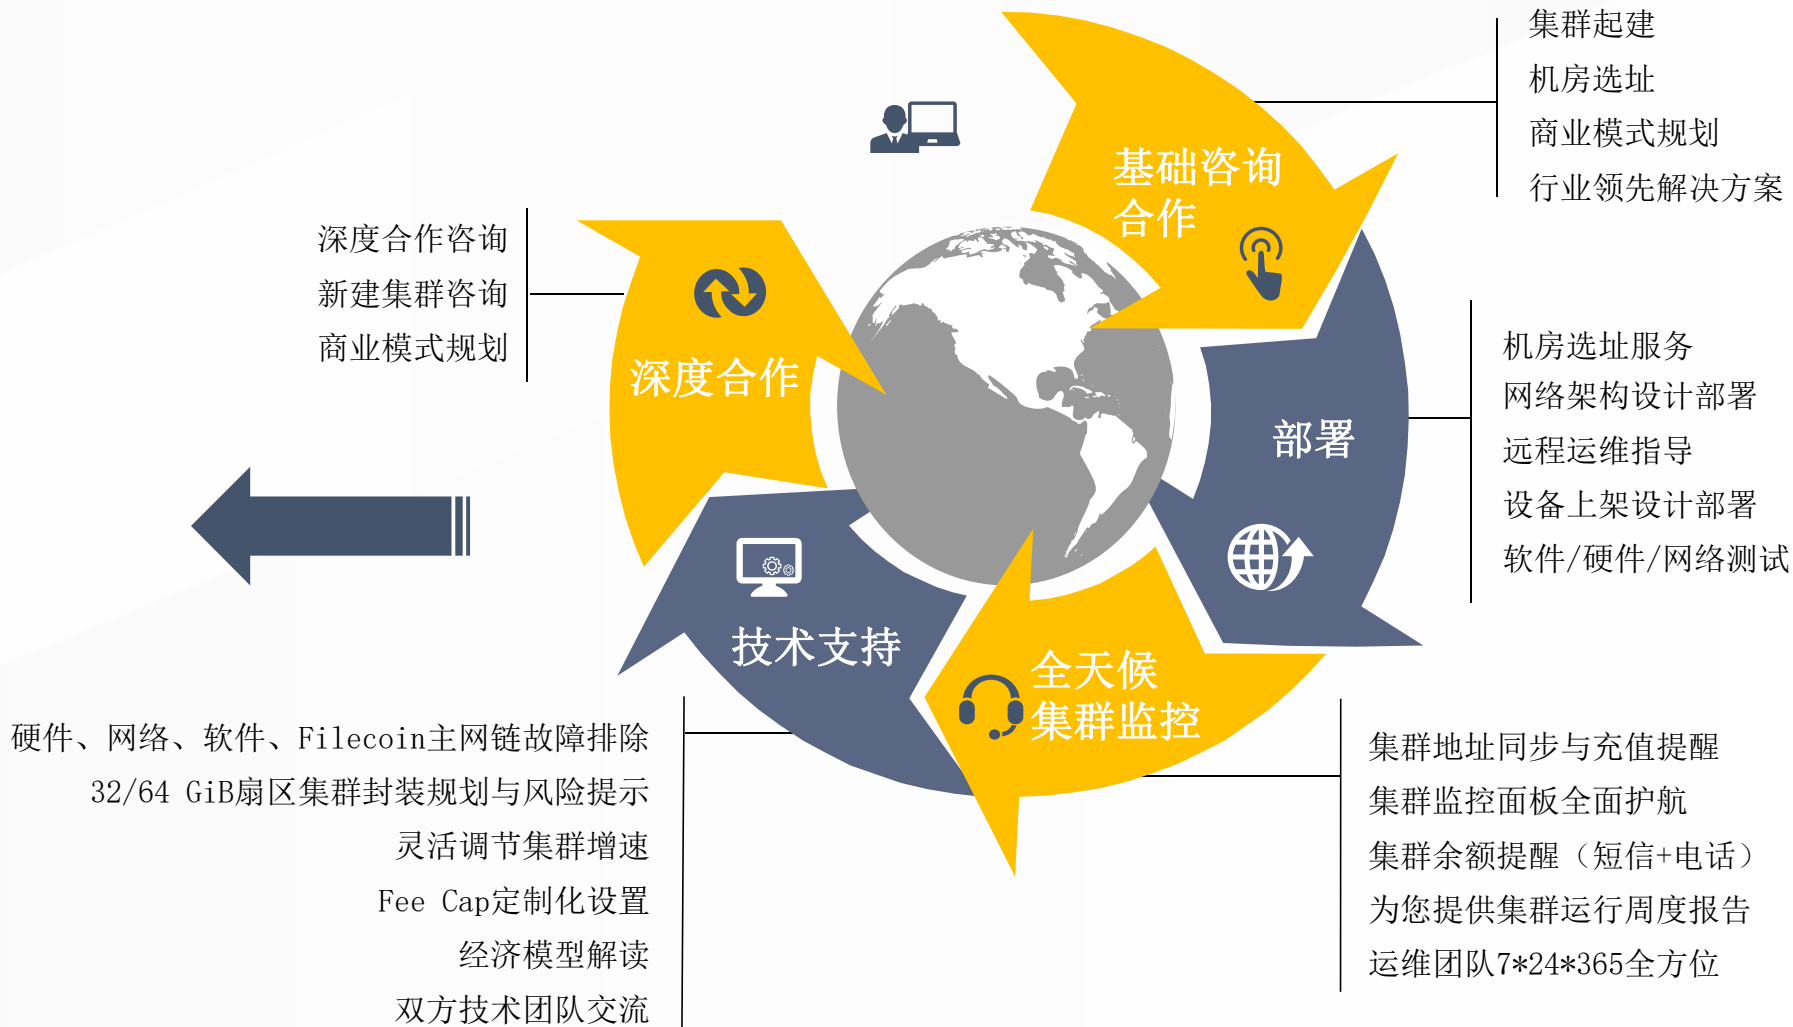 基础咨询
合作
集群起建
机房选址
商业模式规划
行业领先解决方案
部署
机房选址服务
网络架构设计部署
远程运维指导
设备上架设计部署
软件/硬件/网络测试
全天候
集群监控
集群地址同步与充值提醒
集群监控面板全面护航
集群余额提醒（短信+电话）
为您提供集群运行周度报告
运维团队7*24*365全方位
技术支持
硬件、网络、软件、Filecoin主网链故障排除
32/64 GiB扇区集群封装规划与风险提示
灵活调节集群增速
Fee Cap定制化设置
经济模型解读
双方技术团队交流
深度合作
深度合作咨询
新建集群咨询
商业模式规划